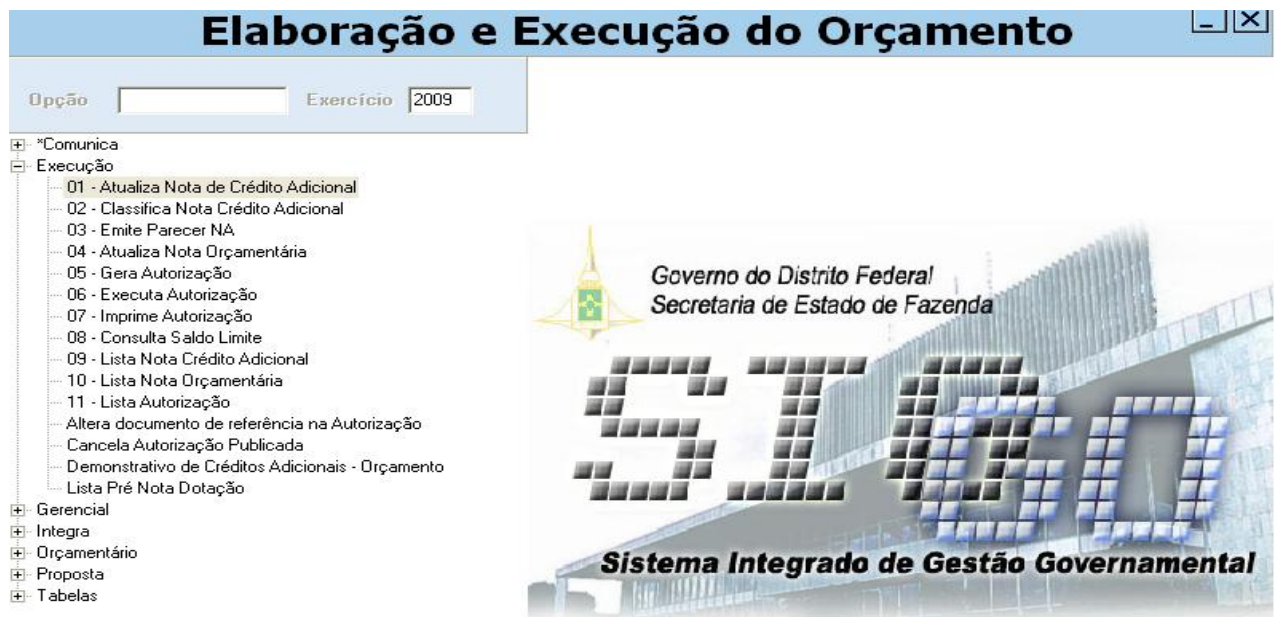 Elaboração e Execução do Orçamento
Opção Exercício 2009
*Comunica
Execução
01 - Atualiza Nota de Crédito Adicional
02 - Classifica Nota Crédito Adicional
03 - Emite Parecer NA
04 - Atualiza Nota Orçamentária
05 - Gera Autorização
06 - Executa Autorização
07 - Imprime Autorização
08 - Consulta Saldo Limite
09 - Lista Nota Crédito Adicional
10 - Lista Nota Orçamentária
11 - Lista Autorização
Altera documento de referência na Autorização
Cancela Autorização Publicada
Demonstrativo de Créditos Adicionais - Orçamento
Lista Pré Nota Dotação
Gerencial
Integra
Orçamentário
Proposta
Tabelas
Governo do Distrito Federal
Secretaria de Estado de Fazenda
SIGGO
Sistema Integrado de Gestão Governamental